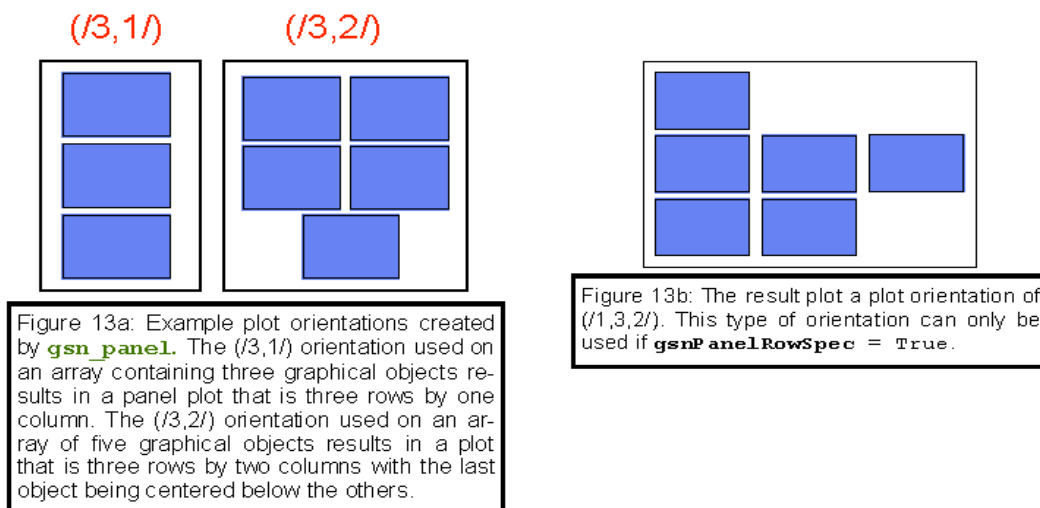 (/3,1/)
(/3,2/)
Figure 13a: Example plot orientations created
by gsn_panel. The (/3,1/) orientation used on
an array containing three graphical objects re-
sults in a panel plot that is three rows by one
column. The (/3,2/) orientation used on an ar-
ray of five graphical objects results in a plot
that is three rows by two columns with the last
object being centered below the others.
Figure 13b: The result plot a plot orientation of
(/1,3,2/). This type of orientation can only be
used if gsnPanelRowSpec = True.